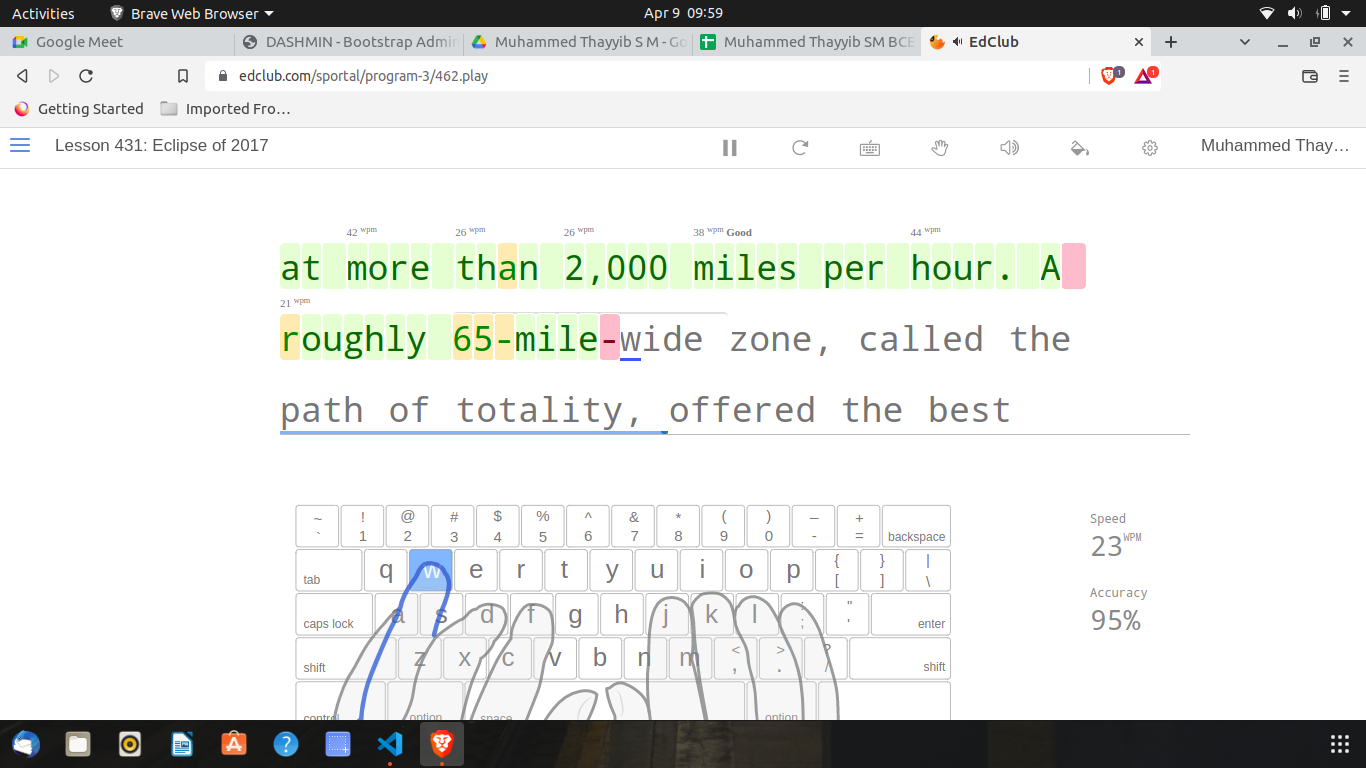 Activities Brave Web Browser Apr 9 09:59
Google Meet DASHMIN - Bootstrap Admin Muhammed Thayyib S M - Go Muhammed Thayyib SM BCE EdClub
edclub.com/sportal/program-3/462.play 1 1
Getting Started Imported Fro…
Lesson 431: Eclipse of 2017 Muhammed Thay…
42 wpm 26 wpm 26 wpm 38 wpm Good 44 wpm
at more than 2,000 miles per hour. A
21 wpm
roughly 65-mile-wide zone, called the
path of totality, offered the best
~ ! @ # $ % ^ & * ( ) – +
` 1 2 3 4 5 6 7 8 9 0 - = backspace
tab q w e r t y u i o p { [ } ] | \
caps lock a s d f g h j k l : ; " ' enter
shift z x c v b n m < , > . ? / shift
control option space option
Speed
23 WPM
Accuracy
95%